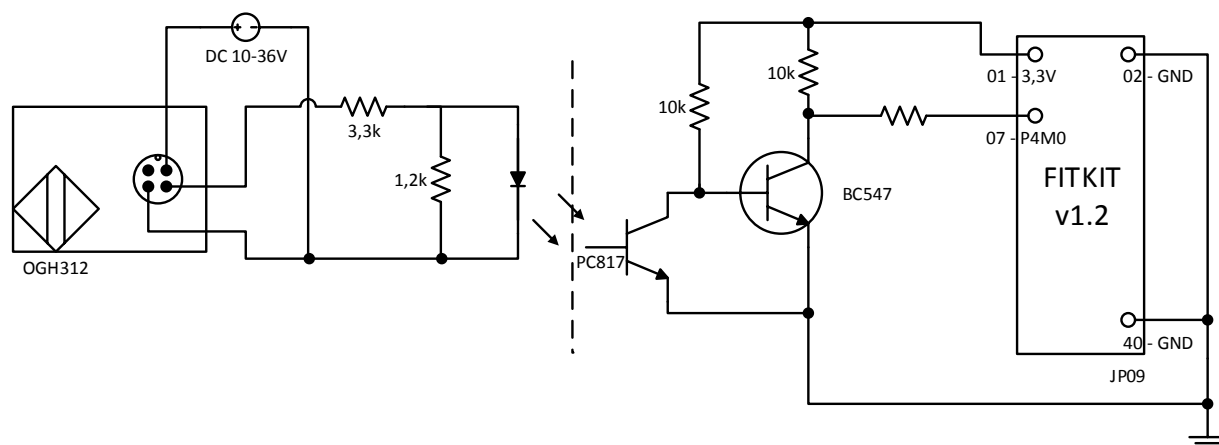 DC 10-36V
3,3k
1,2k
OGH312
PC817
10k
10k
BC547
01 - 3,3V
02 - GND
07 - P4M0
FITKIT
v1.2
40 - GND
JP09